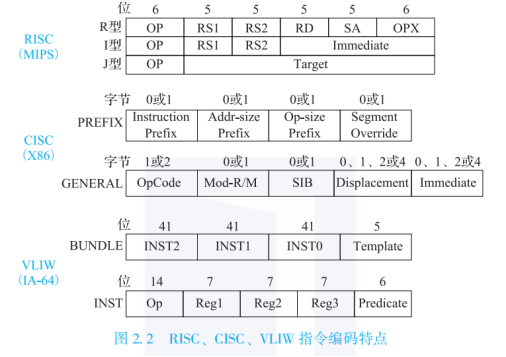 位 6 5 5 5 5 6
R型 OP RS1 RS2 RD SA OPX
RISC
(MIPS)
I型 OP RS1 RS2 Immediate
J型 OP Target
字节 0或1 0或1 0或1 0或1
PREFIX Instruction Prefix Addr-size Prefix Op-size Prefix Segment Override
CISC
(X86)
字节 1或2 0或1 0或1 0、1、2或4 0、1、2或4
GENERAL OpCode Mod-R/M SIB Displacement Immediate
位 41 41 41 5
BUNDLE INST2 INST1 INST0 Template
VLIW
(IA-64)
位 14 7 7 7 6
INST Op Reg1 Reg2 Reg3 Predicate
图 2.2 RISC、CISC、VLIW 指令编码特点